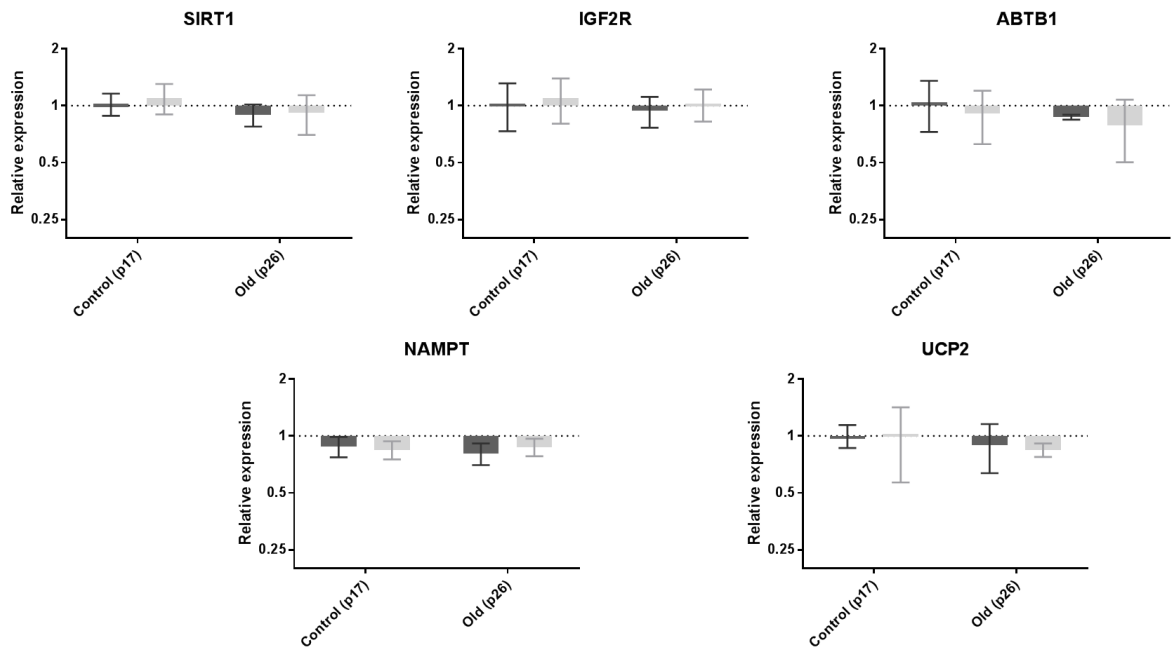 SIRT1
Relative expression
2
1
0.5
0.25
Control (p17)
Old (p26)
IGF2R
Relative expression
2
1
0.5
0.25
Control (p17)
Old (p26)
ABTB1
Relative expression
2
1
0.5
0.25
Control (p17)
Old (p26)
NAMPT
Relative expression
2
1
0.5
0.25
Control (p17)
Old (p26)
UCP2
Relative expression
2
1
0.5
0.25
Control (p17)
Old (p26)